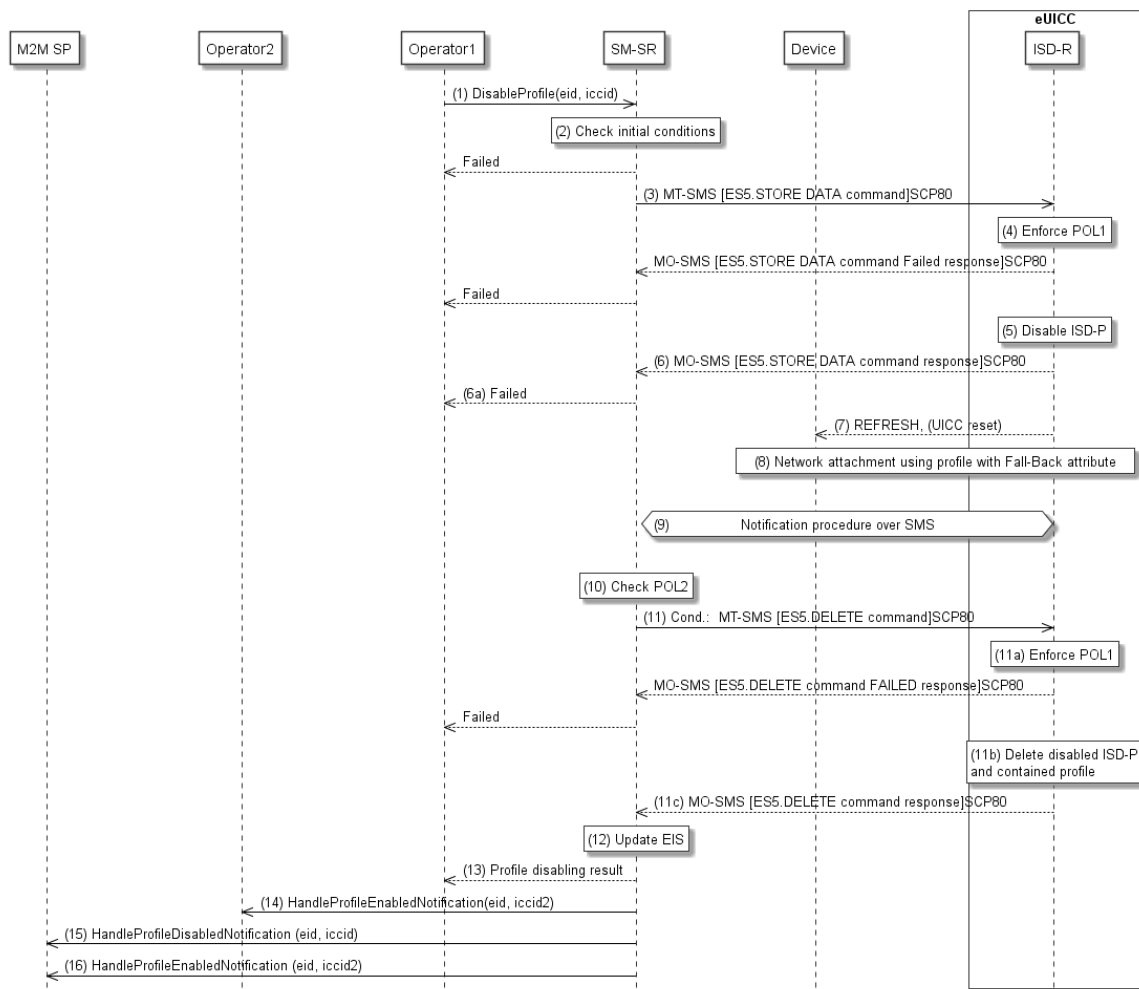 eUICC
M2M SP
Operator2
Operator1
SM-SR
Device
ISD-R
(1) DisableProfile(eid, iccid)
(2) Check initial conditions
Failed
(3) MT-SMS [ES5.STORE DATA command]SCP80
(4) Enforce POL1
MO-SMS [ES5.STORE DATA command Failed response]SCP80
Failed
(5) Disable ISD-P
(6) MO-SMS [ES5.STORE DATA command response]SCP80
(6a) Failed
(7) REFRESH, (UICC reset)
(8) Network attachment using profile with Fall-Back attribute
(9) Notification procedure over SMS
(10) Check POL2
(11) Cond.: MT-SMS [ES5.DELETE command]SCP80
(11a) Enforce POL1
MO-SMS [ES5.DELETE command FAILED response]SCP80
Failed
(11b) Delete disabled ISD-P
and contained profile
(11c) MO-SMS [ES5.DELETE command response]SCP80
(12) Update EIS
(13) Profile disabling result
(14) HandleProfileEnabledNotification(eid, iccid2)
(15) HandleProfileDisabledNotification (eid, iccid)
(16) HandleProfileEnabledNotification (eid, iccid2)